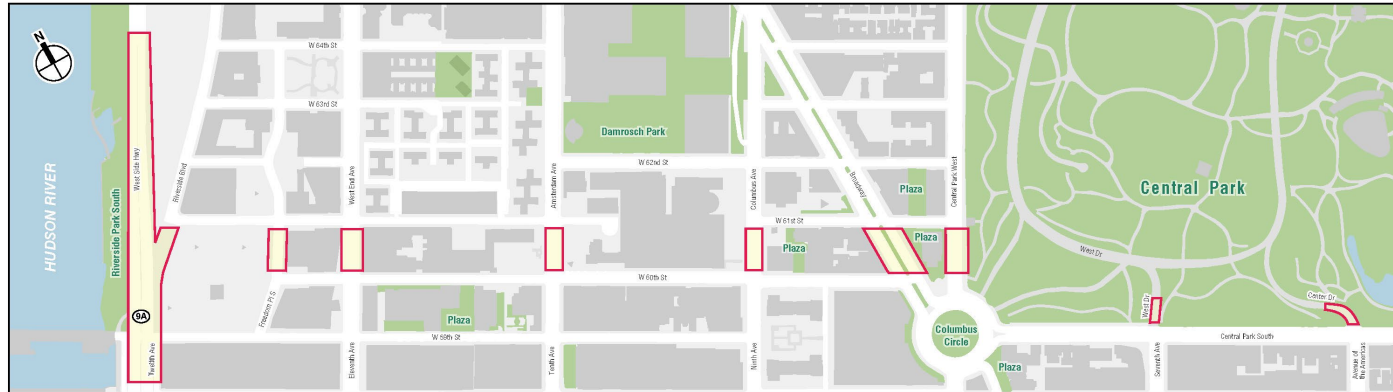 N
W 64th St
W 63rd St
HUDSON RIVER
Riverside Park South
West Side Hwy
Riverside Blvd
West End Ave
Amsterdam Ave
Damrosch Park
W 62nd St
Columbus Ave
Broadway
Plaza
Central Park West
Central Park
W 61st St
Plaza
Plaza
West Dr
W 60th St
Freedom Pl S
9A
Plaza
Columbus
Circle
West Dr
Center Dr
W 59th St
Central Park South
Twelfth Ave
Eleventh Ave
Tenth Ave
Ninth Ave
Plaza
Seventh Ave
Avenue of
the Americas